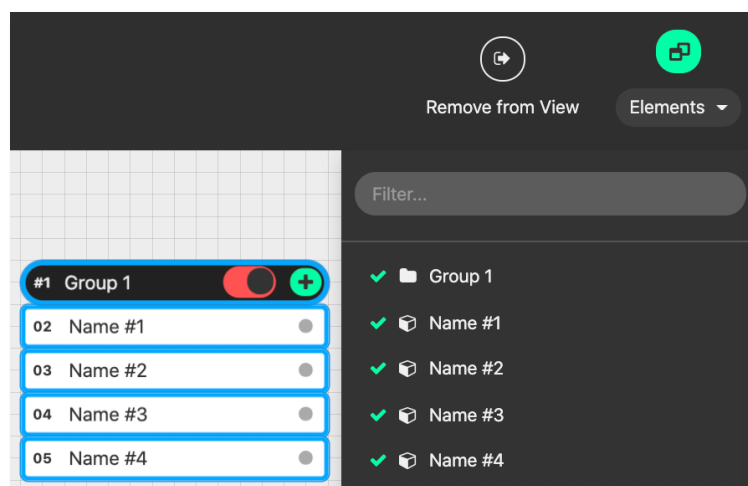 Remove from View
Elements
Filter...
#1 Group 1
02 Name #1
03 Name #2
04 Name #3
05 Name #4
Group 1
Name #1
Name #2
Name #3
Name #4